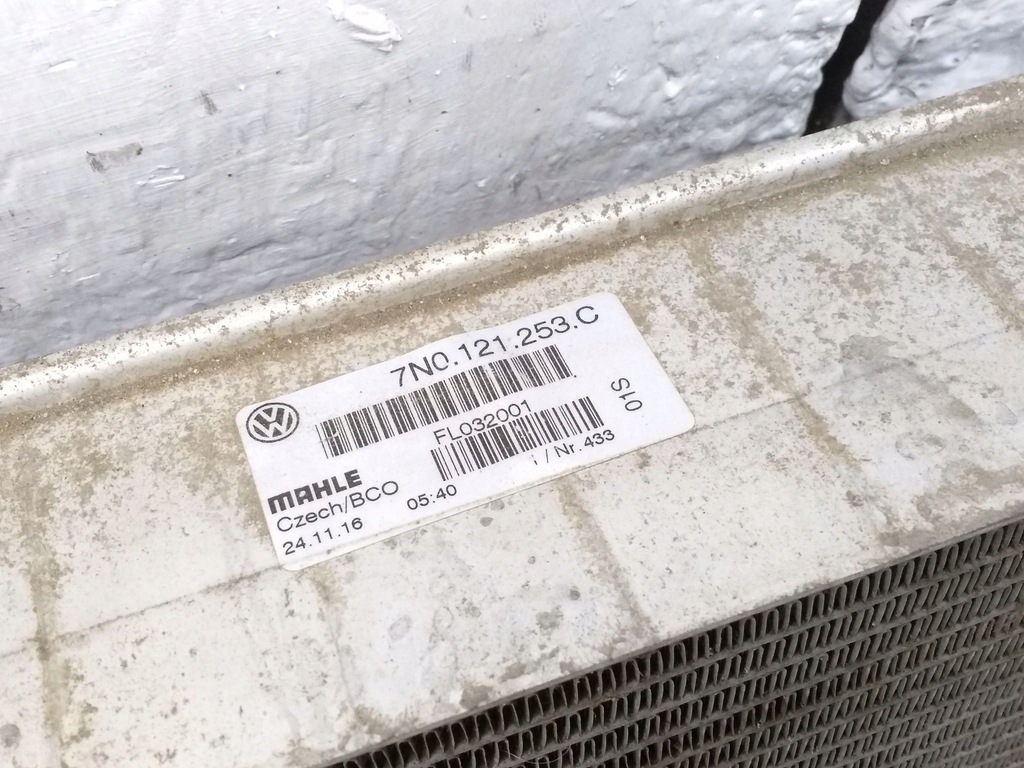 7N0.121.253.C
FL032001
01S
MAHLE
Czech/BCO
24.11.16
05:40
/ Nr. 433